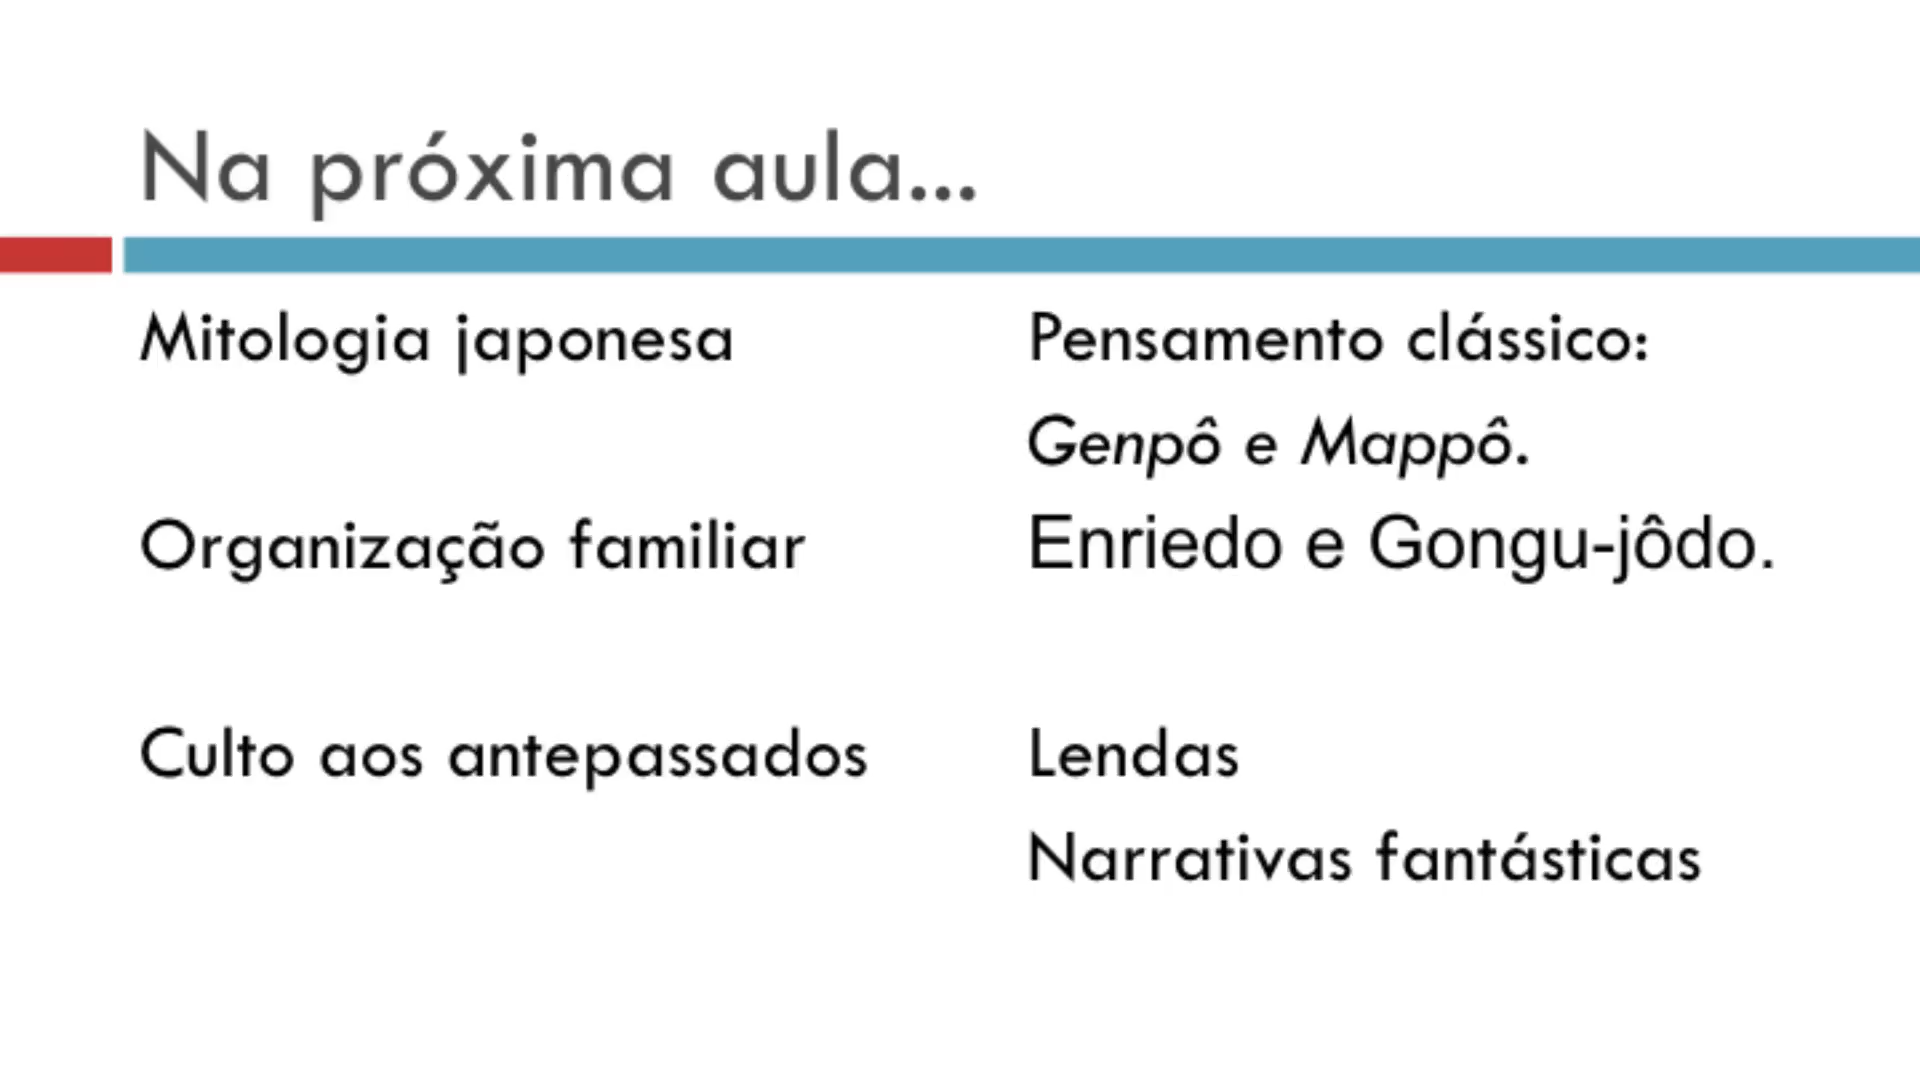 Na próxima aula...
Mitologia japonesa
Organização familiar
Culto aos antepassados
Pensamento clássico:
Genpô e Mappô.
Enriedo e Gongu-jôdo.
Lendas
Narrativas fantásticas